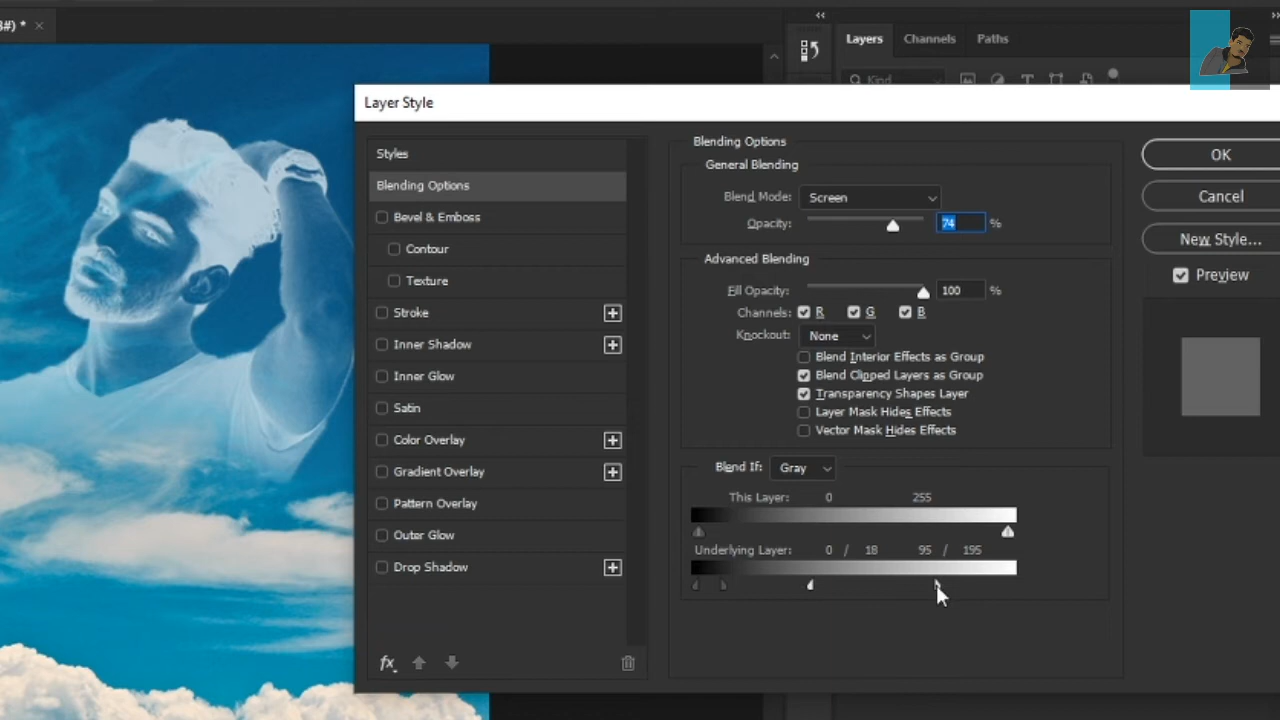 8#) * ×
Layers Channels Paths
Kind
Layer Style
Styles
Blending Options
Bevel & Emboss
Contour
Texture
Stroke
Inner Shadow
Inner Glow
Satin
Color Overlay
Gradient Overlay
Pattern Overlay
Outer Glow
Drop Shadow
fx
Blending Options
General Blending
Blend Mode: Screen
Opacity: 74 %
Advanced Blending
Fill Opacity: 100 %
Channels: R G B
Knockout: None
Blend Interior Effects as Group
Blend Clipped Layers as Group
Transparency Shapes Layer
Layer Mask Hides Effects
Vector Mask Hides Effects
Blend If: Gray
This Layer: 0 255
Underlying Layer: 0 / 18 95 / 195
OK
Cancel
New Style...
Preview